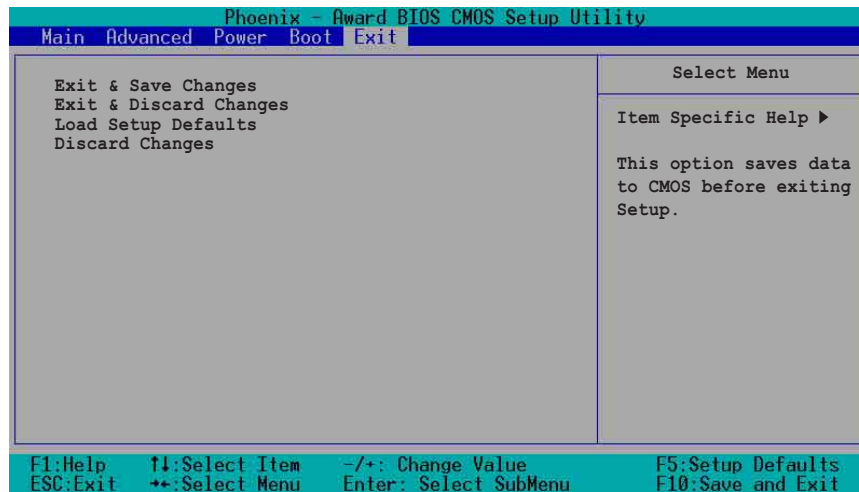 Phoenix - Award BIOS CMOS Setup Utility
Main Advanced Power Boot Exit
Exit & Save Changes
Exit & Discard Changes
Load Setup Defaults
Discard Changes
Select Menu
Item Specific Help ▶
This option saves data
to CMOS before exiting
Setup.
F1:Help ↑↓:Select Item -/+: Change Value F5:Setup Defaults
ESC:Exit →←:Select Menu Enter: Select SubMenu F10:Save and Exit